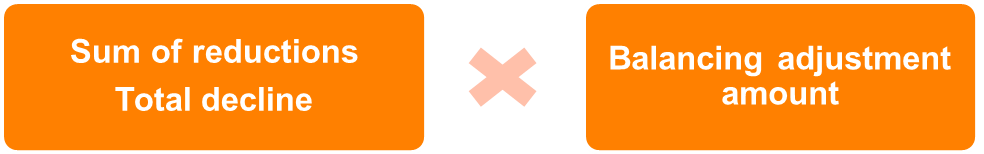 Sum of reductions
Total decline
Balancing adjustment
amount